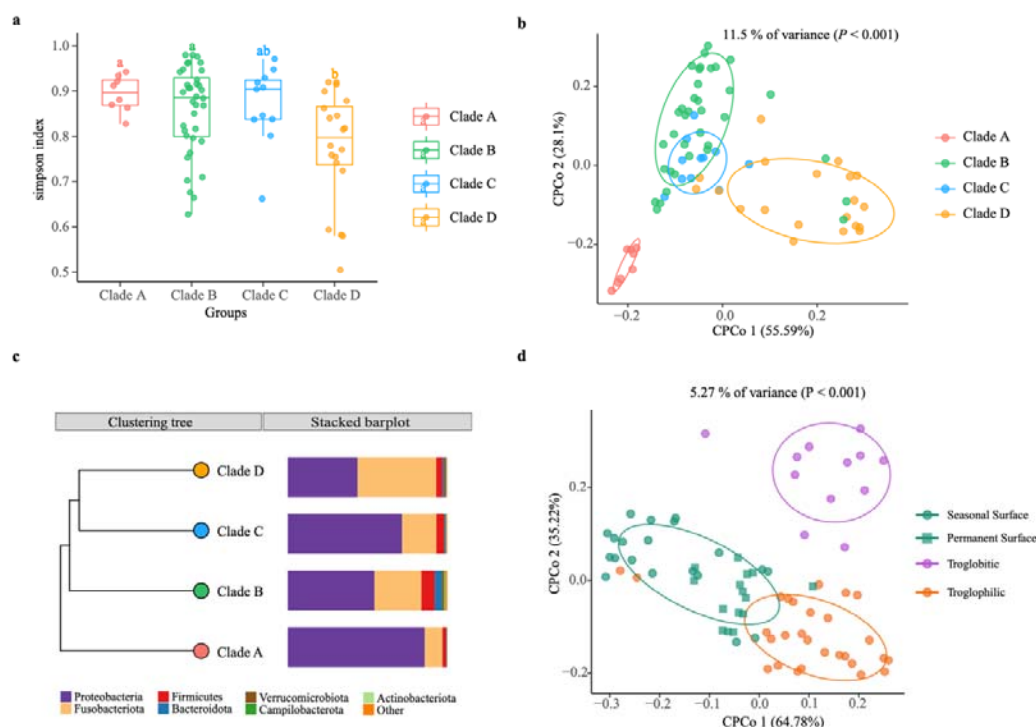 a
simpson index
1.0
0.9
0.8
0.7
0.6
0.5
a
a
ab
b
Clade A
Clade B
Clade C
Clade D
Groups
Clade A
Clade B
Clade C
Clade D
b
11.5 % of variance (P < 0.001)
CPCo 2 (28.1%)
0.2
0.0
−0.2
−0.2
0.0
0.2
CPCo 1 (55.59%)
Clade A
Clade B
Clade C
Clade D
c
Clustering tree
Stacked barplot
Clade D
Clade C
Clade B
Clade A
Proteobacteria
Firmicutes
Verrucomicrobiota
Actinobacteriota
Fusobacteriota
Bacteroidota
Campilobacterota
Other
d
5.27 % of variance (P < 0.001)
CPCo 2 (35.22%)
0.2
0.0
−0.2
−0.3
−0.2
−0.1
0.0
0.1
0.2
CPCo 1 (64.78%)
Seasonal Surface
Permanent Surface
Troglobitic
Troglophilic